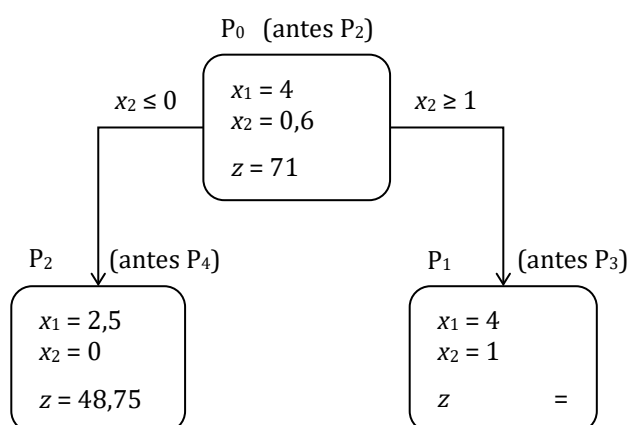 P₀ (antes P₂)
x₂ ≤ 0
x₂ ≥ 1
x₁ = 4
x₂ = 0,6
z = 71
P₂ (antes P₄)
P₁ (antes P₃)
x₁ = 2,5
x₂ = 0
z = 48,75
x₁ = 4
x₂ = 1
z =